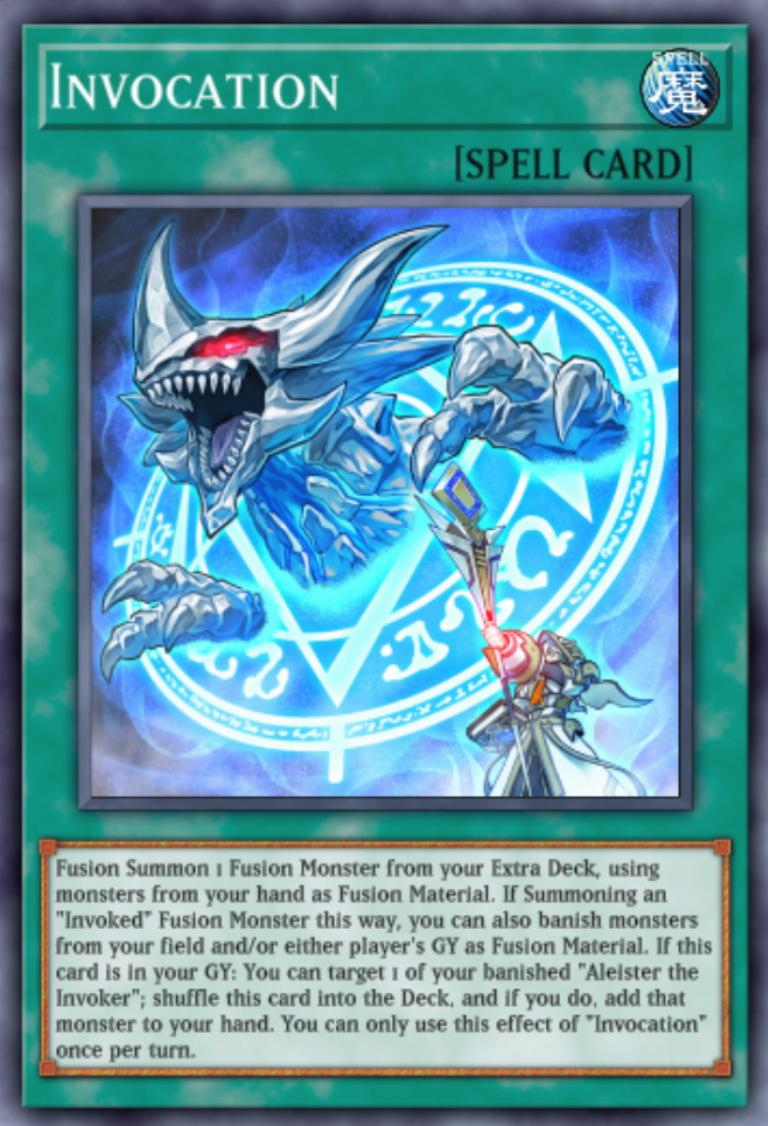 INVOCATION
SPELL
魔
[SPELL CARD]
Fusion Summon 1 Fusion Monster from your Extra Deck, using
monsters from your hand as Fusion Material. If Summoning an
"Invoked" Fusion Monster this way, you can also banish monsters
from your field and/or either player's GY as Fusion Material. If this
card is in your GY: You can target 1 of your banished "Aleister the
Invoker"; shuffle this card into the Deck, and if you do, add that
monster to your hand. You can only use this effect of "Invocation"
once per turn.